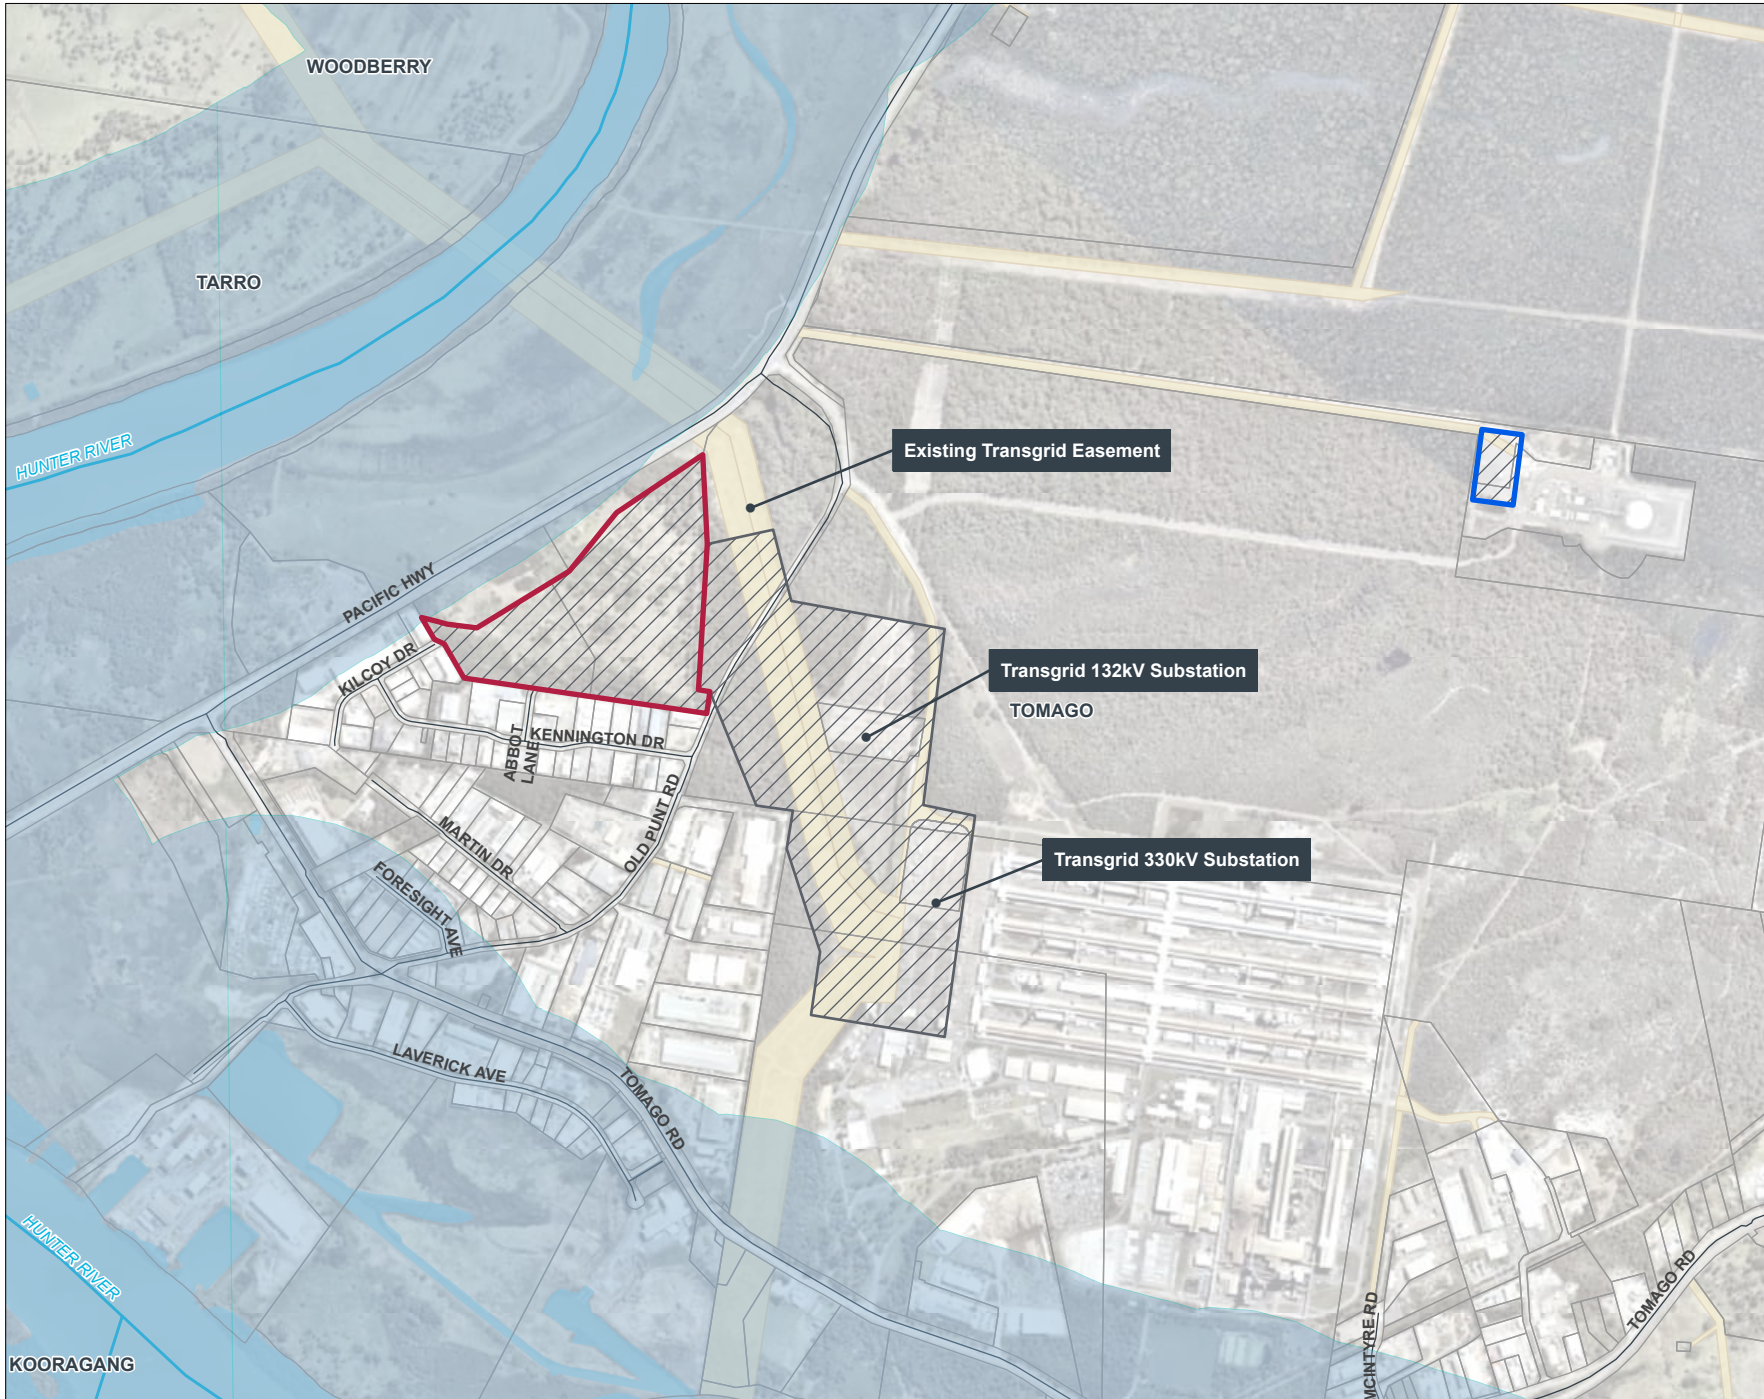 WOODBERRY
TARRO
HUNTER RIVER
Existing Transgrid Easement
PACIFIC HWY
KILCOY DR
Transgrid 132kV Substation
TOMAGO
KENNINGTON DR
ABBOT
LANE
OLD PUNT RD
MARTIN DR
Transgrid 330kV Substation
FORESIGHT AVE
LAVERICK AVE
TOMAGO RD
HUNTER RIVER
TOMAGO RD
MCINTYRE RD
KOORAGANG